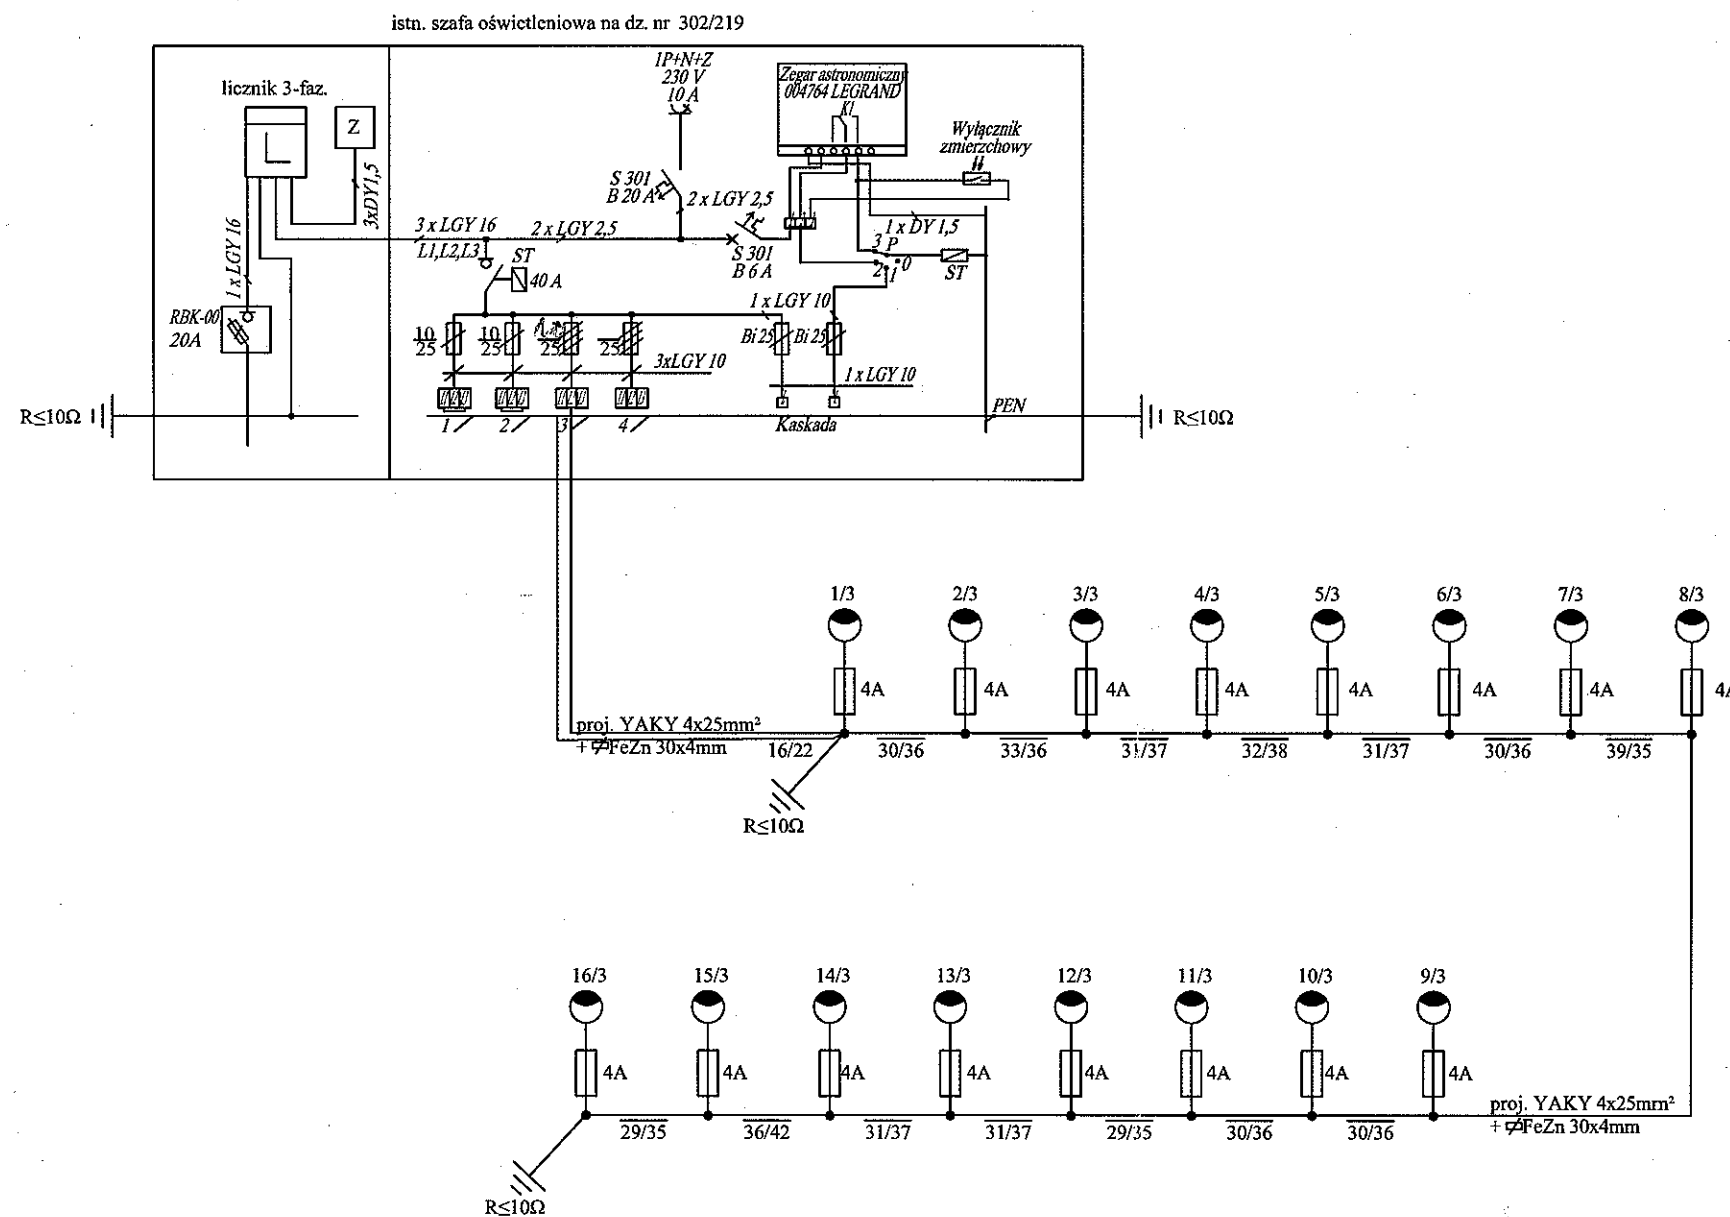 istn. szafa oświetleniowa na dz. nr 302/219
licznik 3-faz.
Z
3xDY1,5
1 x LGY 16
RBK-00
20A
R≤10Ω
1P+N+Z
230 V
10 A
S 301
B 20 A
2 x LGY 2,5
3 x LGY 16
L1,L2,L3
2 x LGY 2,5
ST
40 A
S 301
B 6 A
Zegar astronomiczny
004764 LEGRAND
K1
Wyłącznik
zmierzchowy
1 x DY 1,5
3 P
2 1 0
ST
1 x LGY 10
10
25
10
25
25
25
Bi 25
Bi 25
3xLGY 10
1 x LGY 10
1
2
3
4
Kaskada
PEN
R≤10Ω
1/3
2/3
3/3
4/3
5/3
6/3
7/3
8/3
4A
4A
4A
4A
4A
4A
4A
4A
proj. YAKY 4x25mm²
+ FeZn 30x4mm
16/22
30/36
33/36
31/37
32/38
31/37
30/36
39/35
R≤10Ω
16/3
15/3
14/3
13/3
12/3
11/3
10/3
9/3
4A
4A
4A
4A
4A
4A
4A
4A
29/35
36/42
31/37
31/37
29/35
30/36
30/36
proj. YAKY 4x25mm²
+ FeZn 30x4mm
R≤10Ω